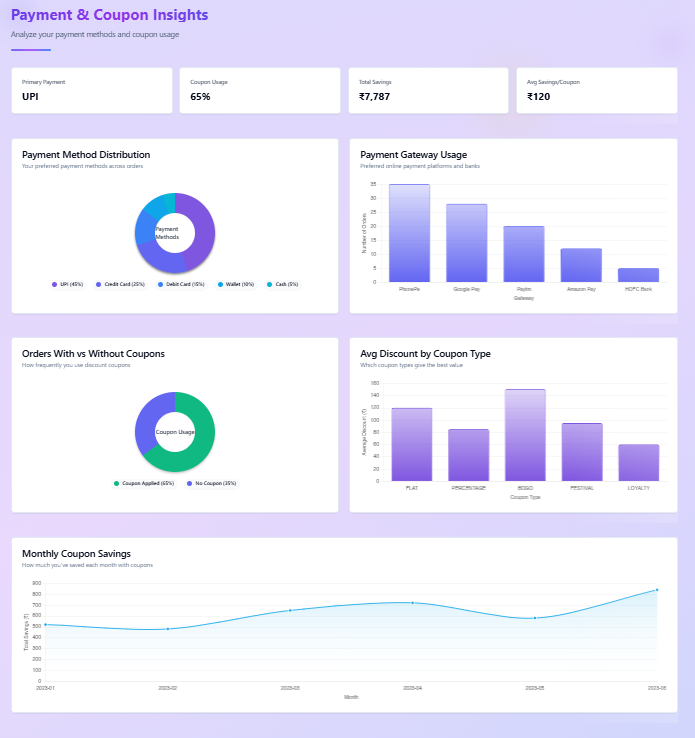 Payment & Coupon Insights
Analyze your payment methods and coupon usage
Primary Payment
UPI
Coupon Usage
65%
Total Savings
₹7,787
Avg Savings/Coupon
₹120
Payment Method Distribution
Your preferred payment methods across orders
Payment
Methods
UPI (45%)
Credit Card (25%)
Debit Card (15%)
Wallet (10%)
Cash (5%)
Payment Gateway Usage
Preferred online payment platforms and banks
Number of Orders
35
30
25
20
15
10
5
0
PhonePe
Google Pay
Paytm
Amazon Pay
HDFC Bank
Gateway
Orders With vs Without Coupons
How frequently you use discount coupons
Coupon Usage
Coupon Applied (65%)
No Coupon (35%)
Avg Discount by Coupon Type
Which coupon types give the best value
Average Discount (₹)
160
140
120
100
80
60
40
20
0
FLAT
PERCENTAGE
BOGO
FESTIVAL
LOYALTY
Coupon Type
Monthly Coupon Savings
How much you've saved each month with coupons
Total Savings (₹)
900
800
700
600
500
400
300
200
100
0
2023-01
2023-02
2023-03
2023-04
2023-05
2023-06
Month